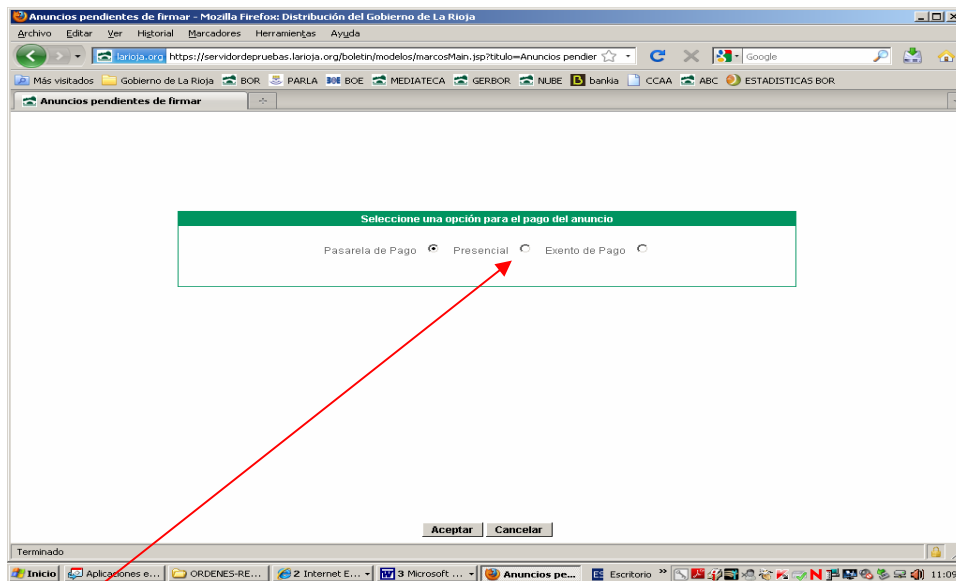 Anuncios pendientes de firmar - Mozilla Firefox: Distribución del Gobierno de La Rioja
Archivo Editar Ver Historial Marcadores Herramientas Ayuda
larioja.org https://servidordepruebas.larioja.org/boletin/modelos/marcosMain.jsp?titulo=Anuncios pendier Google
Más visitados Gobierno de La Rioja BOR PARLA BOE MEDIATECA GERBOR NUBE bankia CCAA ABC ESTADISTICAS BOR
Anuncios pendientes de firmar
Seleccione una opción para el pago del anuncio
Pasarela de Pago Presencial Exento de Pago
Aceptar Cancelar
Terminado
Inicio Aplicaciones e... ORDENES-RE... 2 Internet E... 3 Microsoft ... Anuncios pe... Escritorio » 11:09